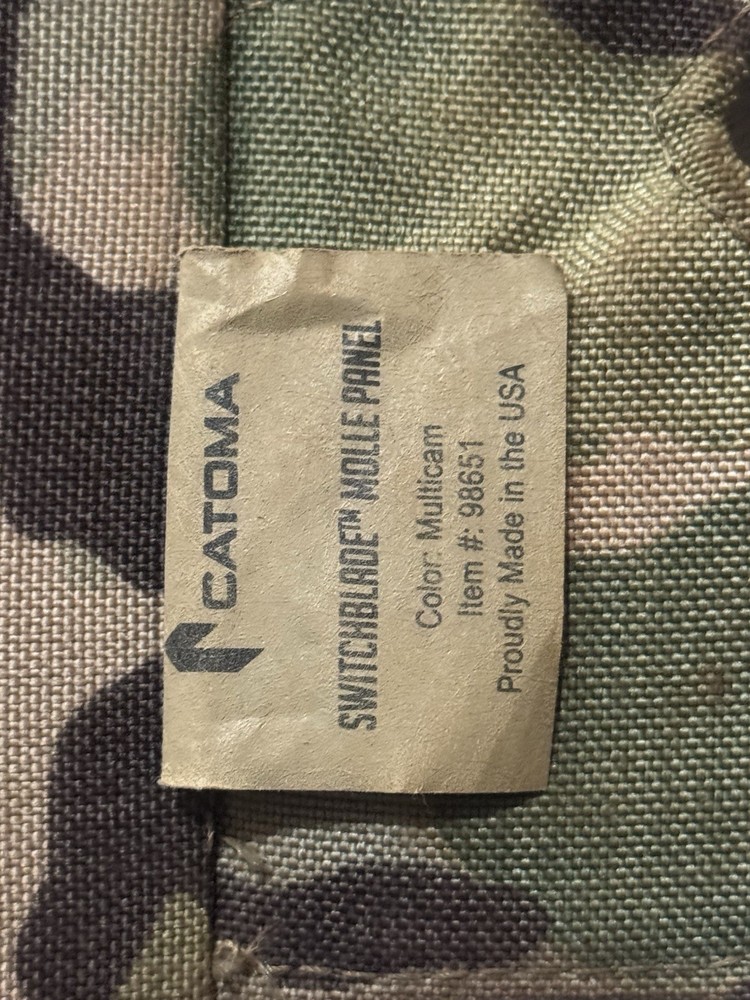 CATOMA
SWITCHBLADE™ MOLLE PANEL
Color: Multicam
Item #: 98651
Proudly Made in the USA